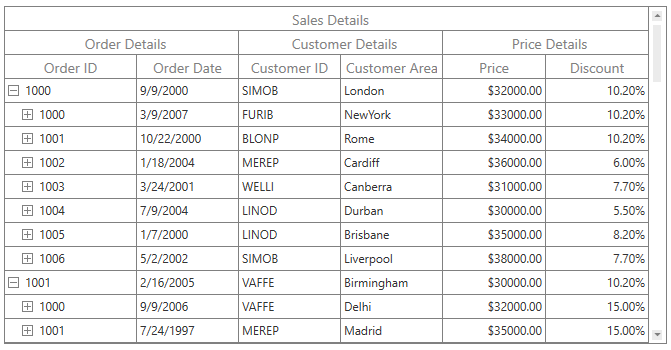 Sales Details
Order Details Customer Details Price Details
Order ID Order Date Customer ID Customer Area Price Discount
1000 9/9/2000 SIMOB London $32000.00 10.20%
1000 3/9/2007 FURIB NewYork $33000.00 10.20%
1001 10/22/2000 BLONP Rome $34000.00 10.20%
1002 1/18/2004 MEREP Cardiff $36000.00 6.00%
1003 3/24/2001 WELLI Canberra $31000.00 7.70%
1004 7/9/2004 LINOD Durban $30000.00 5.50%
1005 1/7/2000 LINOD Brisbane $35000.00 8.20%
1006 5/2/2002 SIMOB Liverpool $38000.00 7.70%
1001 2/16/2005 VAFFE Birmingham $30000.00 10.20%
1000 9/9/2006 VAFFE Delhi $32000.00 15.00%
1001 7/24/1997 MEREP Madrid $35000.00 15.00%